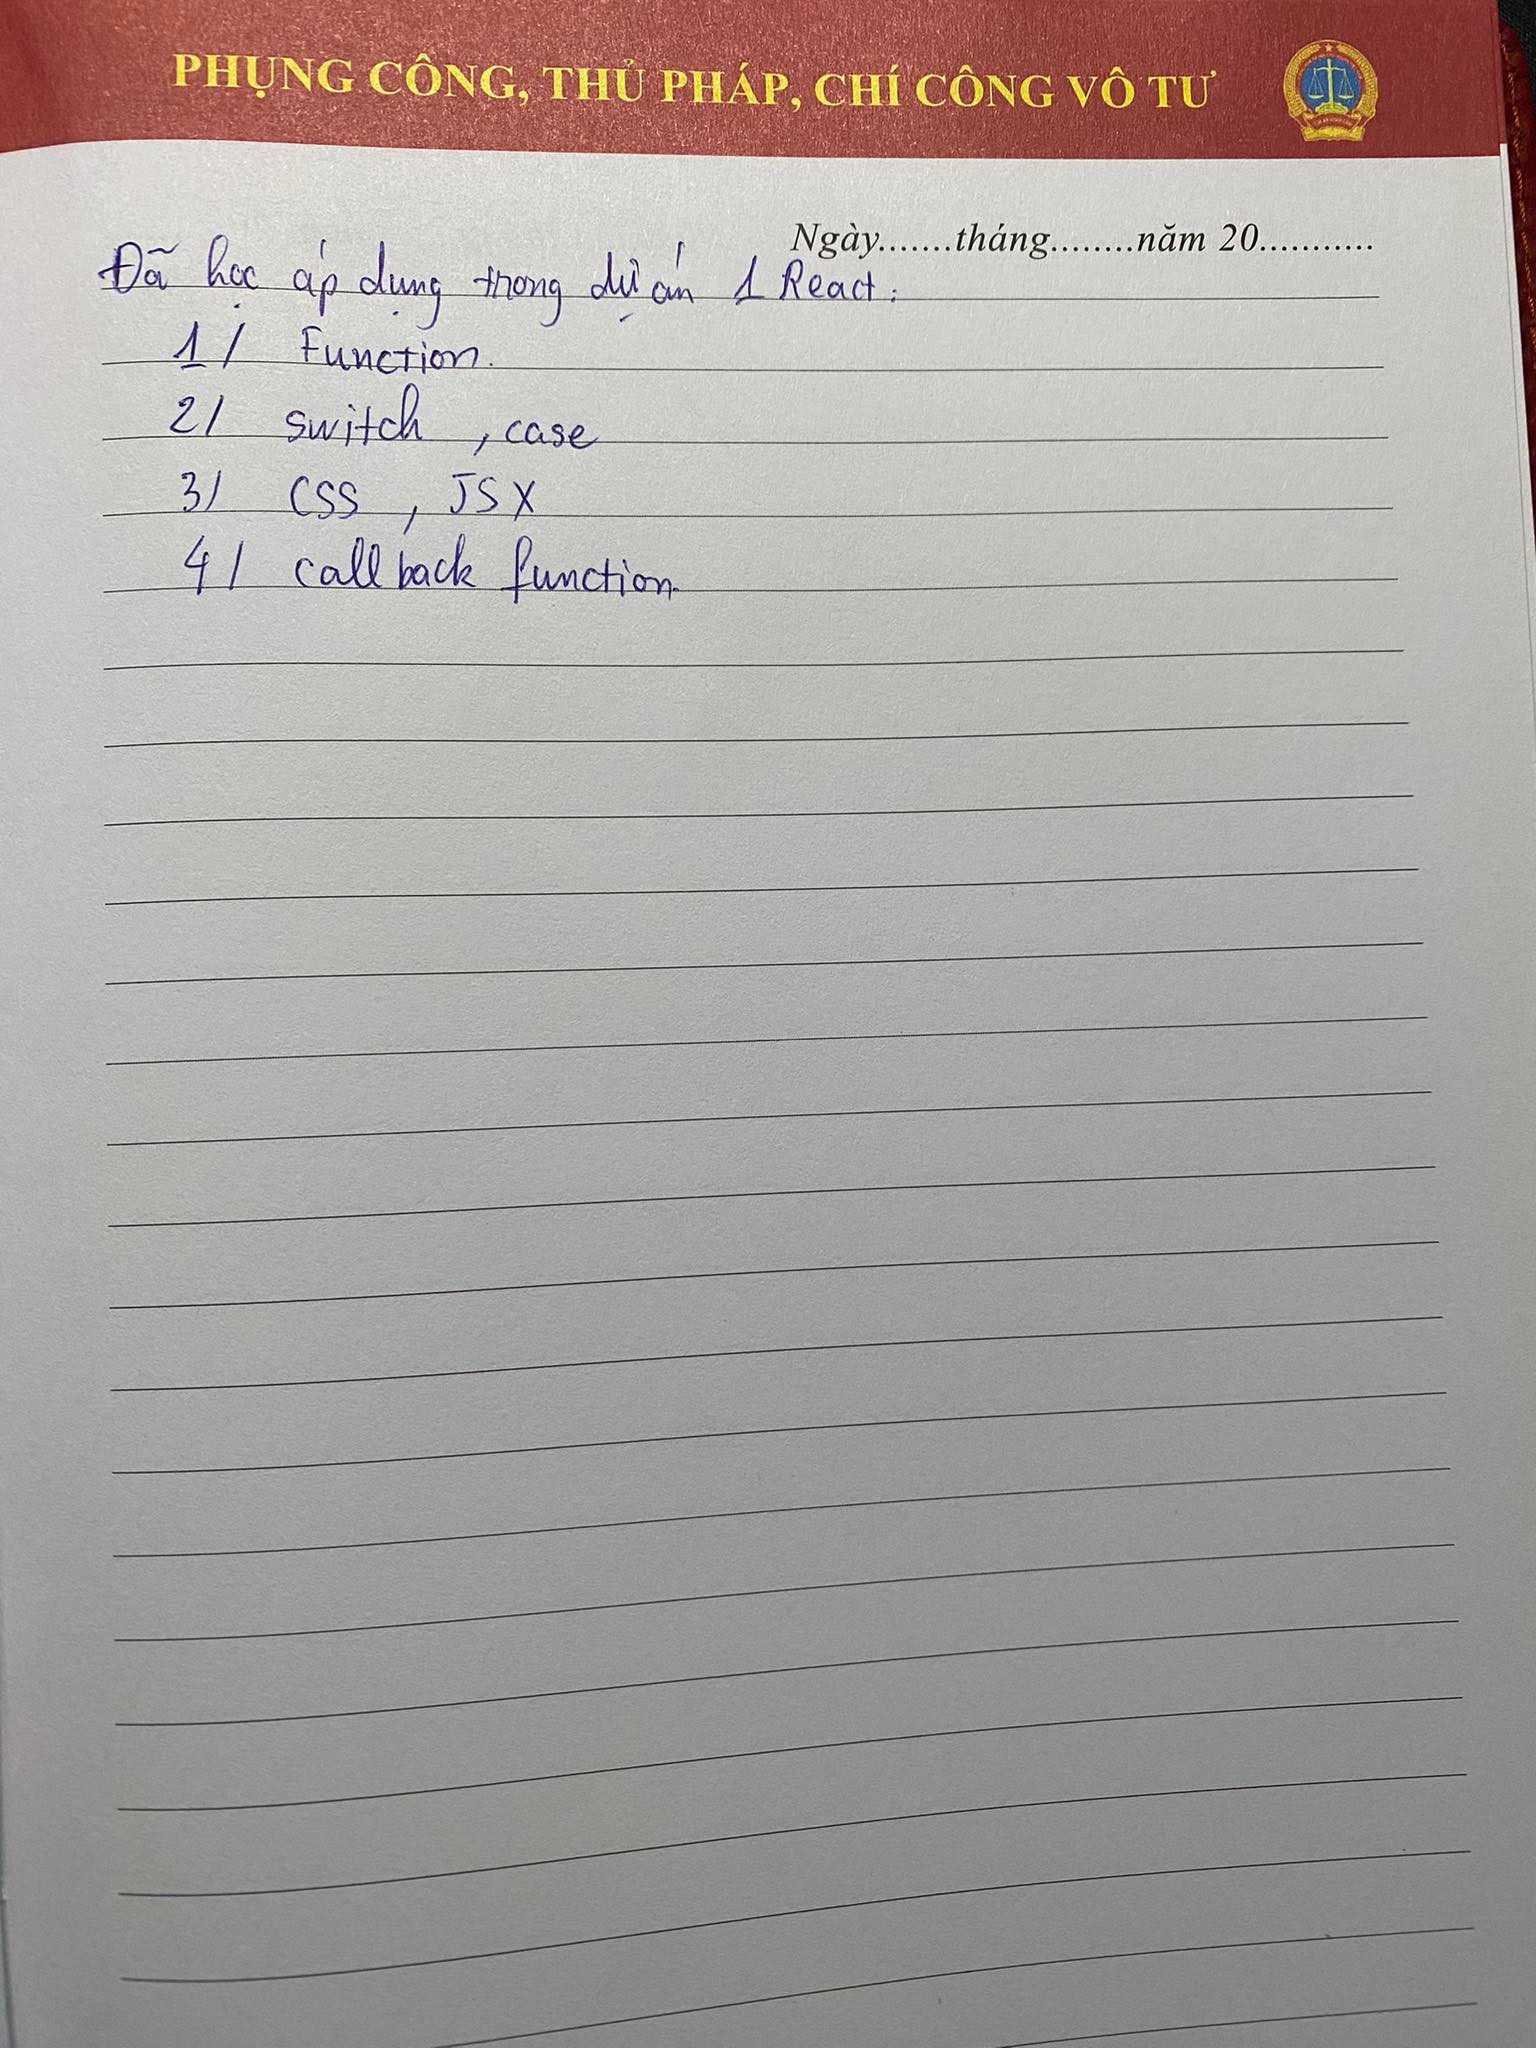 PHỤNG CÔNG, THỦ PHÁP, CHÍ CÔNG VÔ TƯ
Ngày.......tháng........năm 20...........
Đã học áp dụng trong dự án 1 React:
1/ Function.
2/ switch, case
3/ CSS, JSX
4/ callback function.